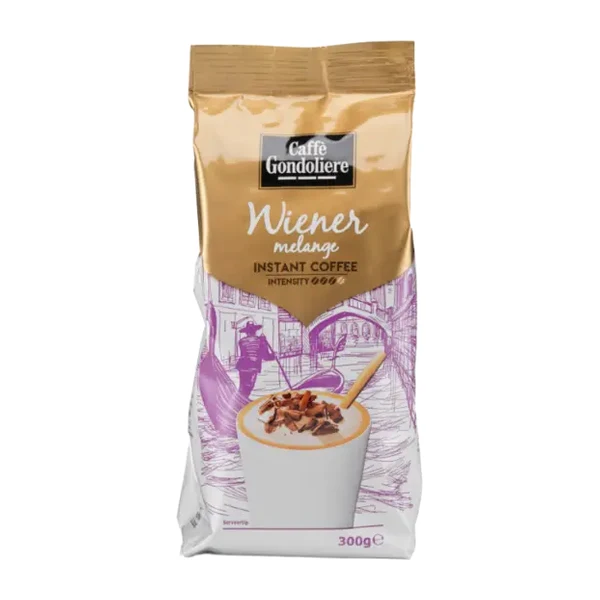 Caffè
Gondoliere
Wiener
melange
INSTANT COFFEE
INTENSITY
300g℮